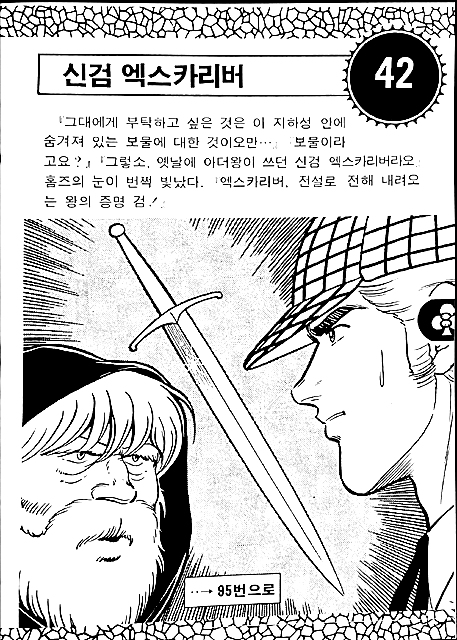 신검 엑스카리버
42
『그대에게 부탁하고 싶은 것은 이 지하성 안에
숨겨져 있는 보물에 대한 것이오만…』『보물이라
고요?』『그렇소, 옛날에 아더왕이 쓰던 신검 엑스카리버라오』
홈즈의 눈이 번쩍 빛났다. 『엑스카리버, 전설로 전해 내려오
는 왕의 증명 검!』
…→ 95번으로